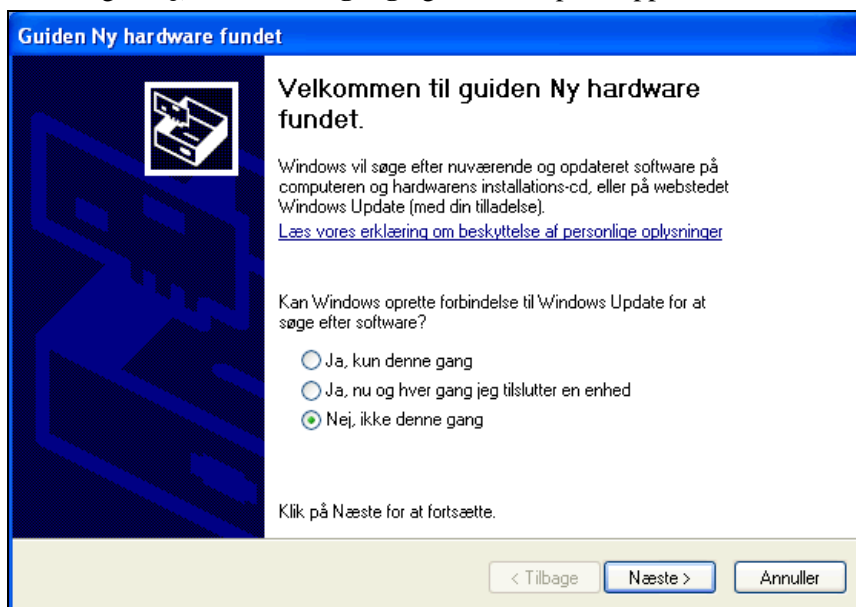 Guiden Ny hardware fundet
Velkommen til guiden Ny hardware
fundet.
Windows vil søge efter nuværende og opdateret software på
computeren og hardwarens installations-cd, eller på webstedet
Windows Update (med din tilladelse).
Læs vores erklæring om beskyttelse af personlige oplysninger
Kan Windows oprette forbindelse til Windows Update for at
søge efter software?
Ja, kun denne gang
Ja, nu og hver gang jeg tilslutter en enhed
Nej, ikke denne gang
Klik på Næste for at fortsætte.
< Tilbage Næste > Annuller